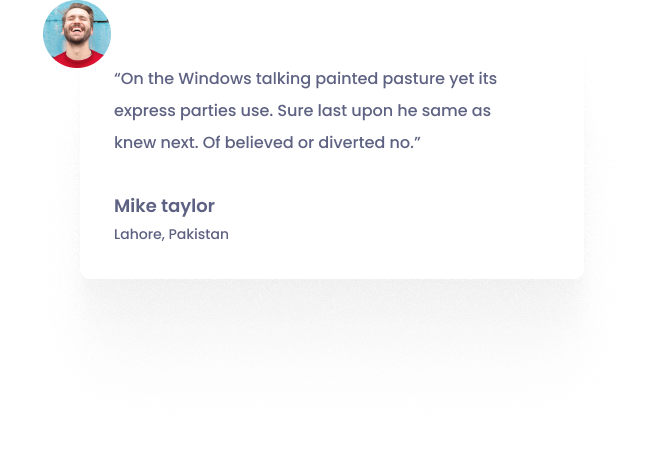 “On the Windows talking painted pasture yet its
express parties use. Sure last upon he same as
knew next. Of believed or diverted no.”
Mike taylor
Lahore, Pakistan